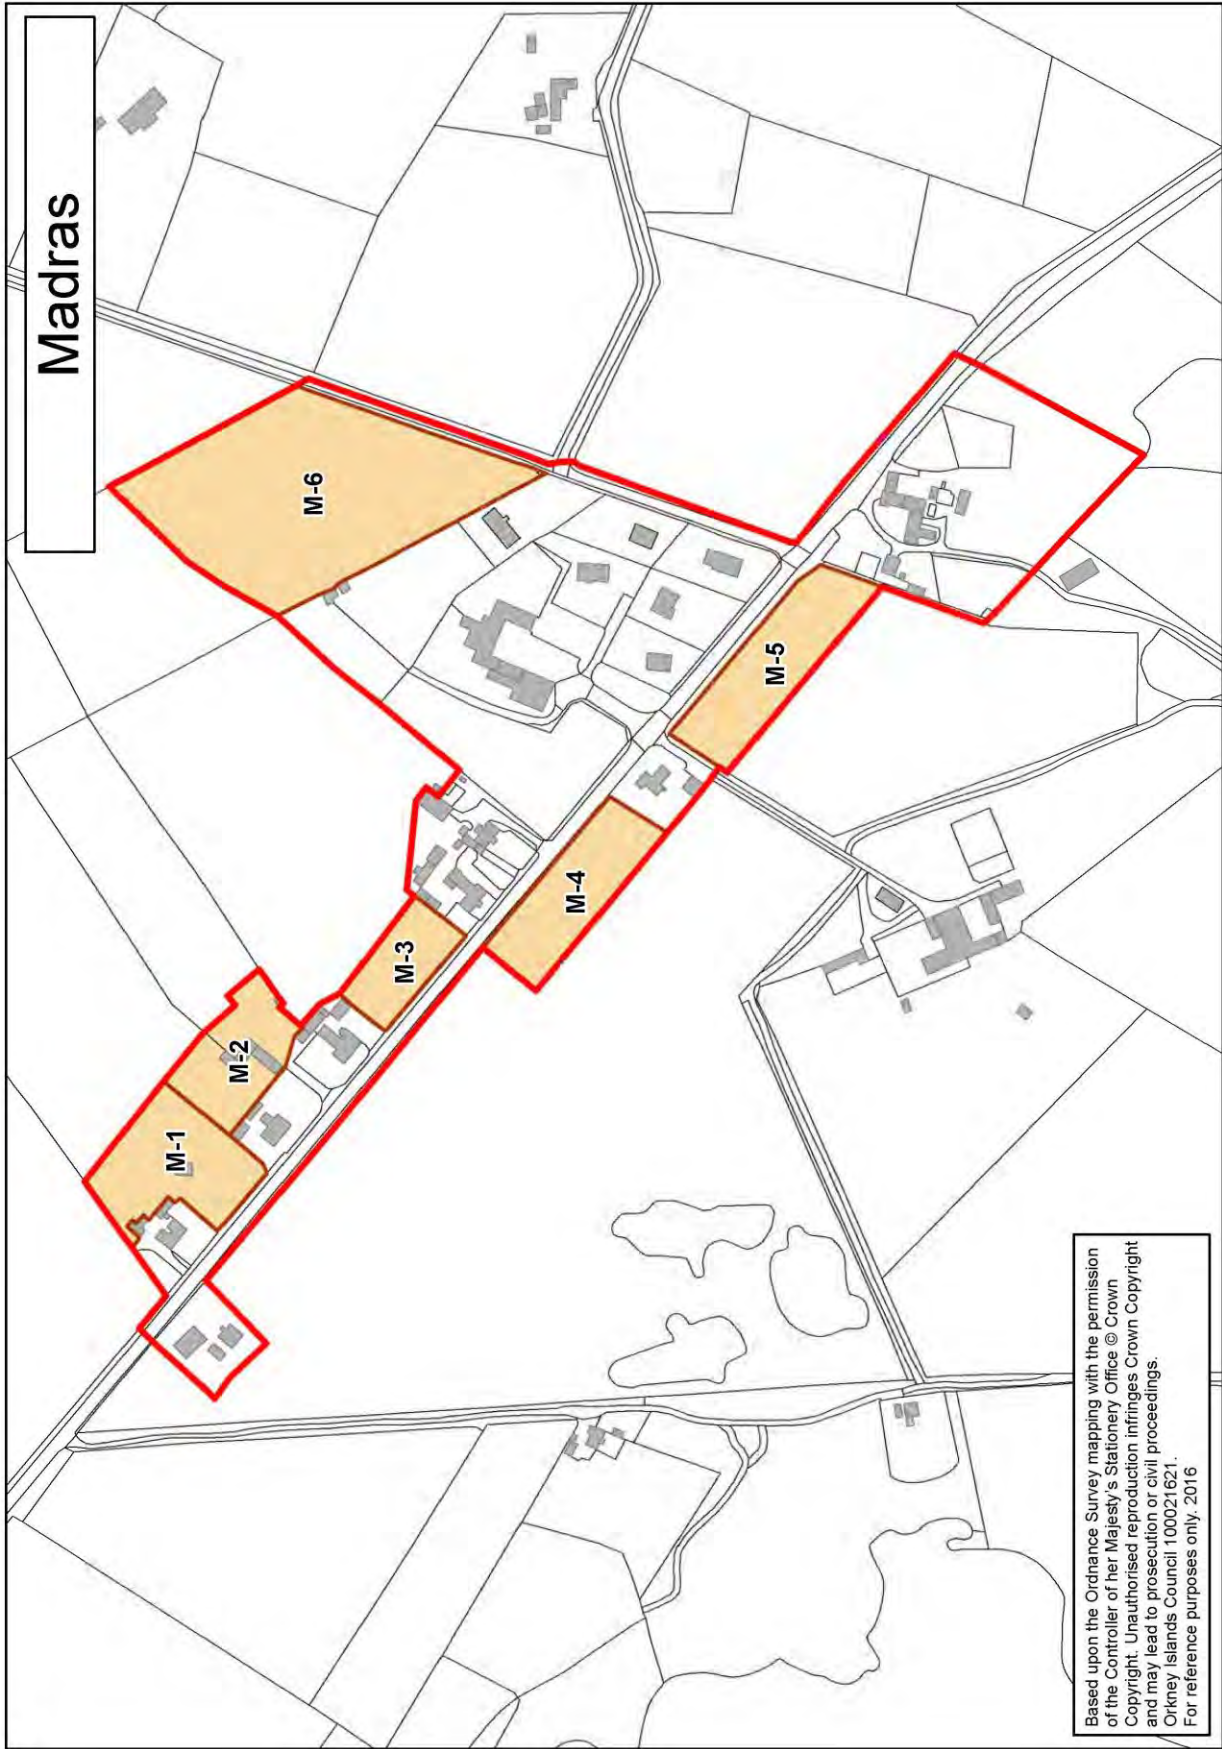 Madras
M-1
M-2
M-3
M-4
M-5
M-6
Based upon the Ordnance Survey mapping with the permission
of the Controller of her Majesty's Stationery Office © Crown
Copyright. Unauthorised reproduction infringes Crown Copyright
and may lead to prosecution or civil proceedings.
Orkney Islands Council 100021621.
For reference purposes only. 2016